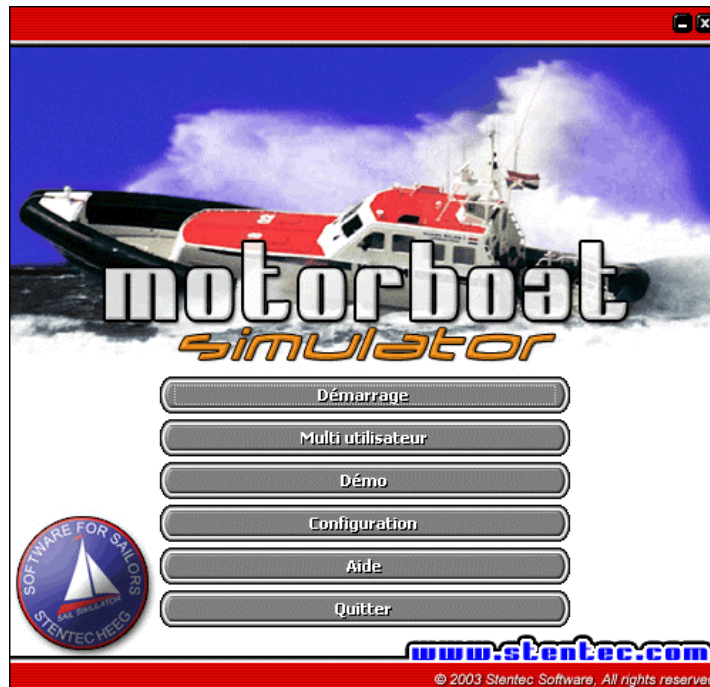 motorboat
simulator
Démarrage
Multi utilisateur
Démo
Configuration
Aide
Quitter
SOFTWARE FOR SAILORS
SAIL SIMULATOR
STENTEC HEEG
www.stentec.com
© 2003 Stentec Software, All rights reserved